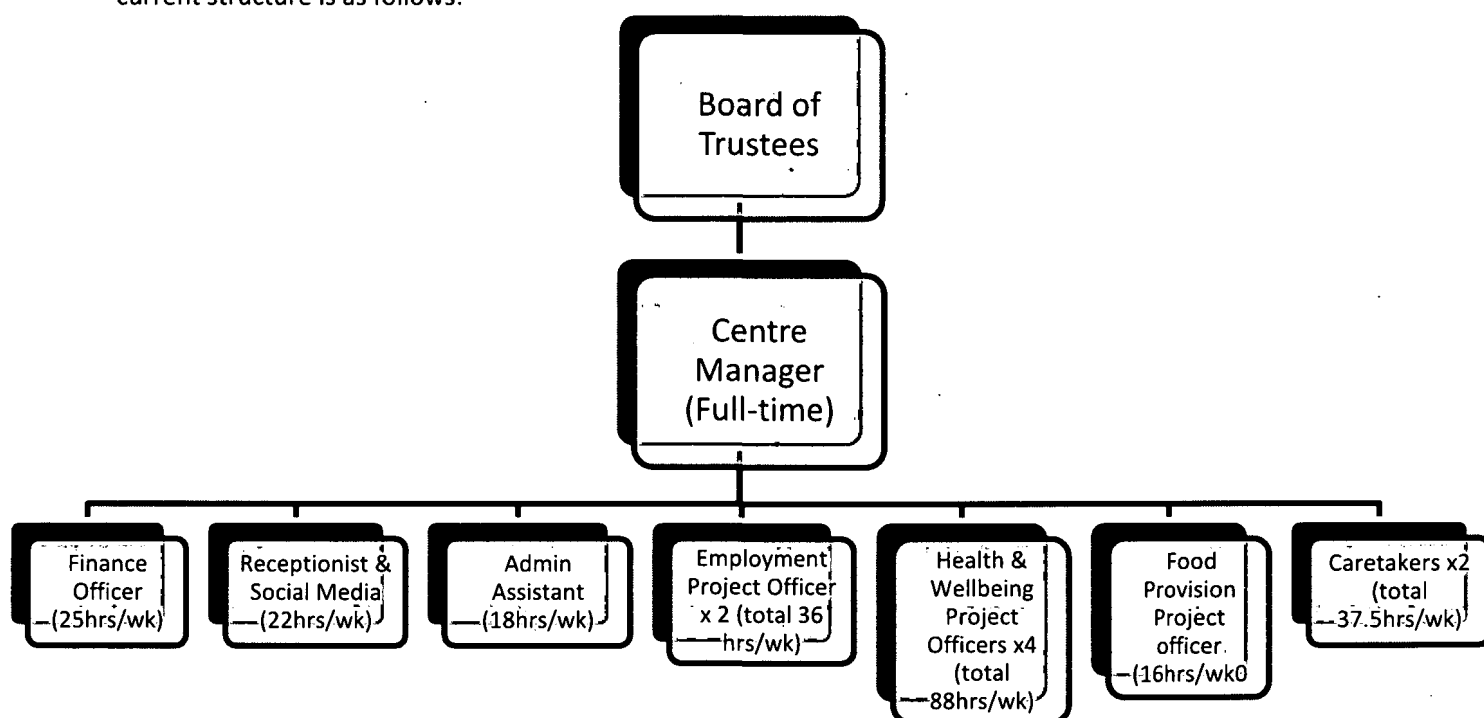 current structure is as follows:
Board of
Trustees
Centre
Manager
(Full-time)
Finance
Officer
(25hrs/wk)
Receptionist &
Social Media
(22hrs/wk)
Admin
Assistant
(18hrs/wk)
Employment
Project Officer
x 2 (total 36
hrs/wk)
Health &
Wellbeing
Project
Officers x4
(total
88hrs/wk)
Food
Provision
Project
officer
(16hrs/wk0
Caretakers x2
(total
37.5hrs/wk)